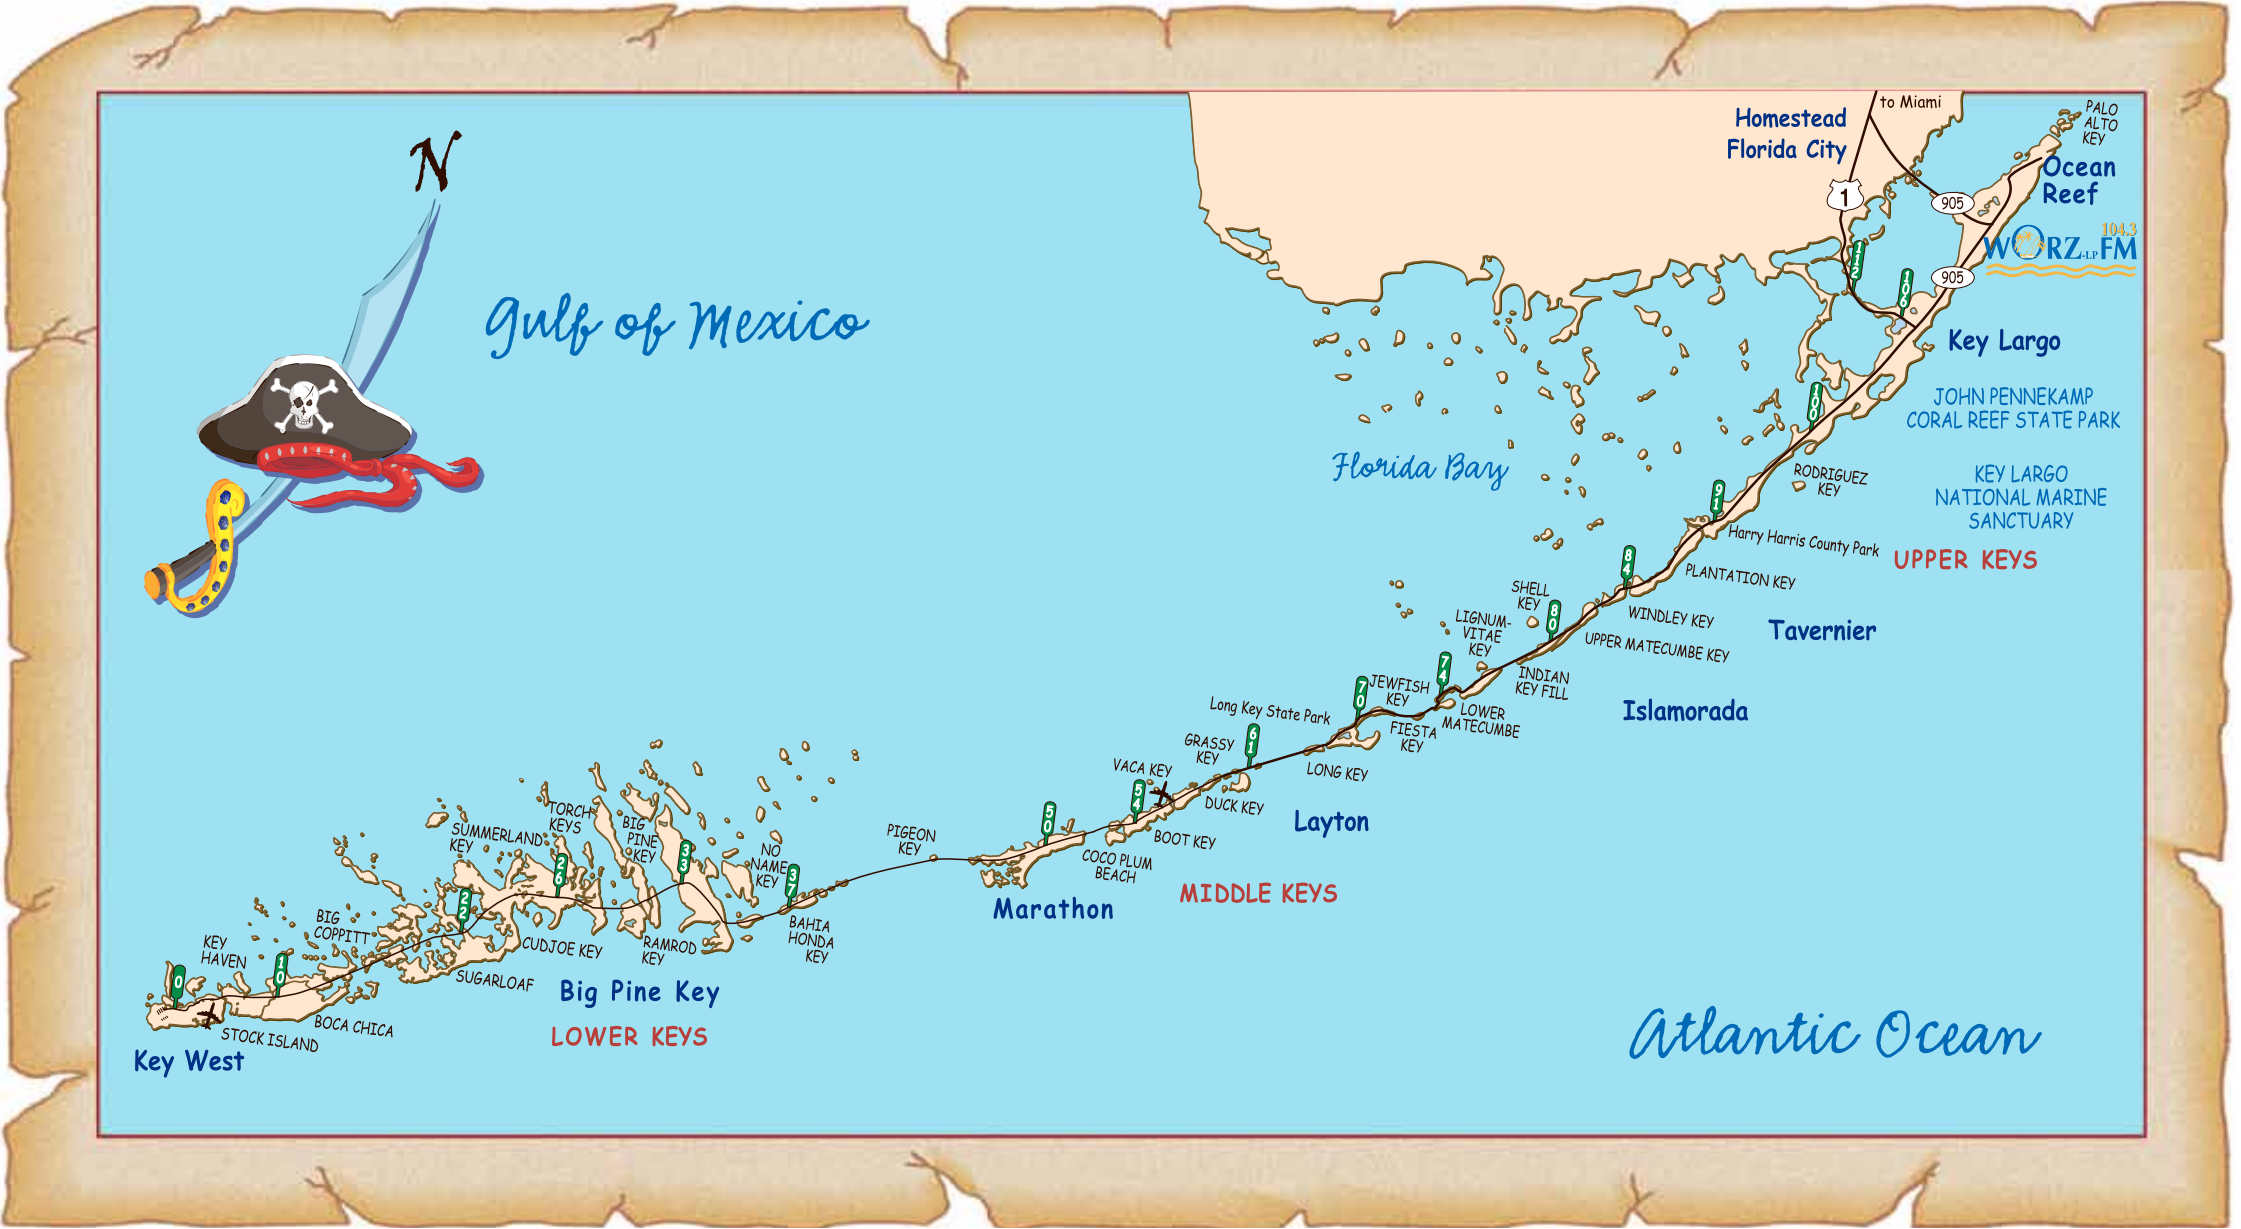 to Miami
Homestead
Florida City
1
905
905
PALO
ALTO
KEY
Ocean
Reef
104.3
WORZ-LP FM
N
Gulf of Mexico
112
106
Key Largo
JOHN PENNEKAMP
CORAL REEF STATE PARK
100
Florida Bay
RODRIGUEZ
KEY
KEY LARGO
NATIONAL MARINE
SANCTUARY
91
Harry Harris County Park
UPPER KEYS
84
PLANTATION KEY
SHELL
KEY
80
WINDLEY KEY
LIGNUM-
VITAE
KEY
Tavernier
UPPER MATECUMBE KEY
74
INDIAN
KEY FILL
70
JEWFISH
KEY
Islamorada
LOWER
MATECUMBE
Long Key State Park
FIESTA
KEY
61
GRASSY
KEY
LONG KEY
VACA KEY
54
DUCK KEY
Layton
50
BOOT KEY
PIGEON
KEY
COCO PLUM
BEACH
MIDDLE KEYS
Marathon
TORCH
KEYS
BIG
PINE
KEY
SUMMERLAND
KEY
33
NO
NAME
KEY
26
37
22
BIG
COPPITT
BAHIA
HONDA
KEY
KEY
HAVEN
CUDJOE KEY
RAMROD
KEY
10
0
SUGARLOAF
Big Pine Key
LOWER KEYS
BOCA CHICA
STOCK ISLAND
Key West
Atlantic Ocean